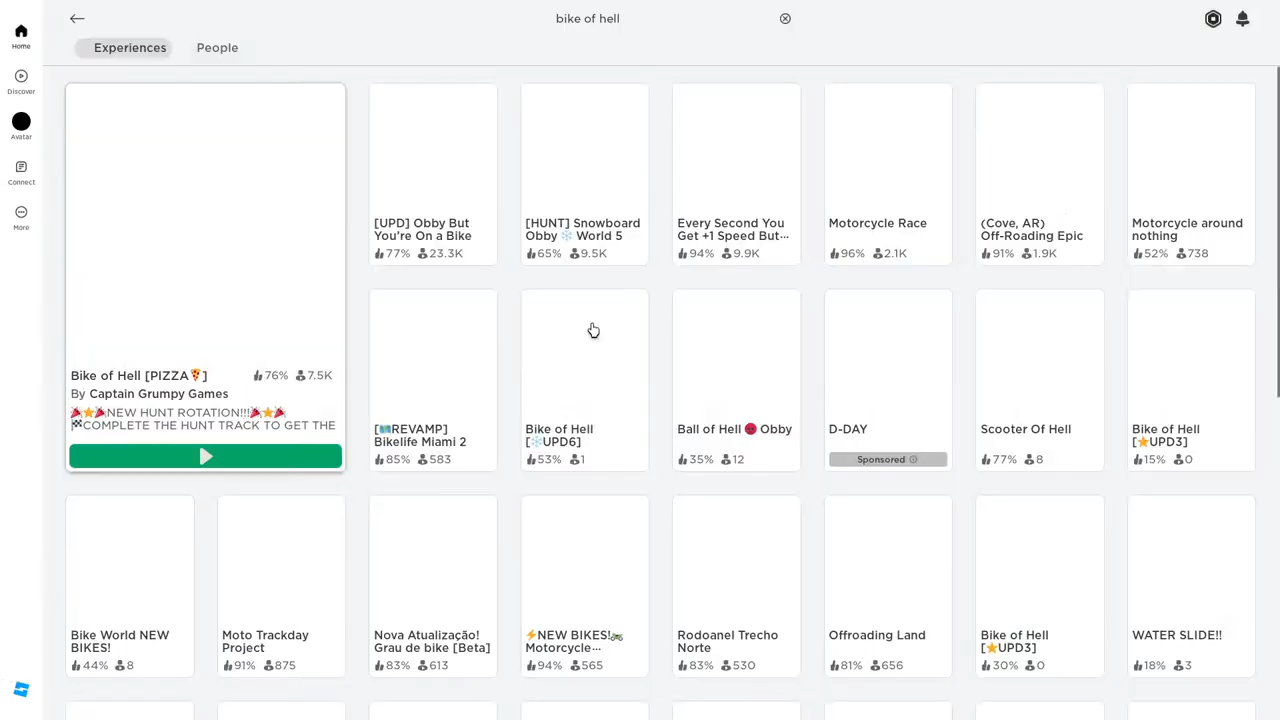 bike of hell
Home
Discover
Avatar
Connect
More
Experiences
People
Bike of Hell [PIZZA🍕]
76% 7.5K
By Captain Grumpy Games
🎉⭐🎉NEW HUNT ROTATION!!!🎉⭐🎉
🏁COMPLETE THE HUNT TRACK TO GET THE
[UPD] Obby But
You're On a Bike
77% 23.3K
[HUNT] Snowboard
Obby ❄️ World 5
65% 9.5K
Every Second You
Get +1 Speed But...
94% 9.9K
Motorcycle Race
96% 2.1K
(Cove, AR)
Off-Roading Epic
91% 1.9K
Motorcycle around
nothing
52% 738
[🗺️REVAMP]
Bikelife Miami 2
85% 583
Bike of Hell
[❄️UPD6]
53% 1
Ball of Hell 🔴 Obby
35% 12
D-DAY
Sponsored
Scooter Of Hell
77% 8
Bike of Hell
[⭐UPD3]
15% 0
Bike World NEW
BIKES!
44% 8
Moto Trackday
Project
91% 875
Nova Atualização!
Grau de bike [Beta]
83% 613
⚡NEW BIKES!🏍️
Motorcycle...
94% 565
Rodoanel Trecho
Norte
83% 530
Offroading Land
81% 656
Bike of Hell
[⭐UPD3]
30% 0
WATER SLIDE!!
18% 3